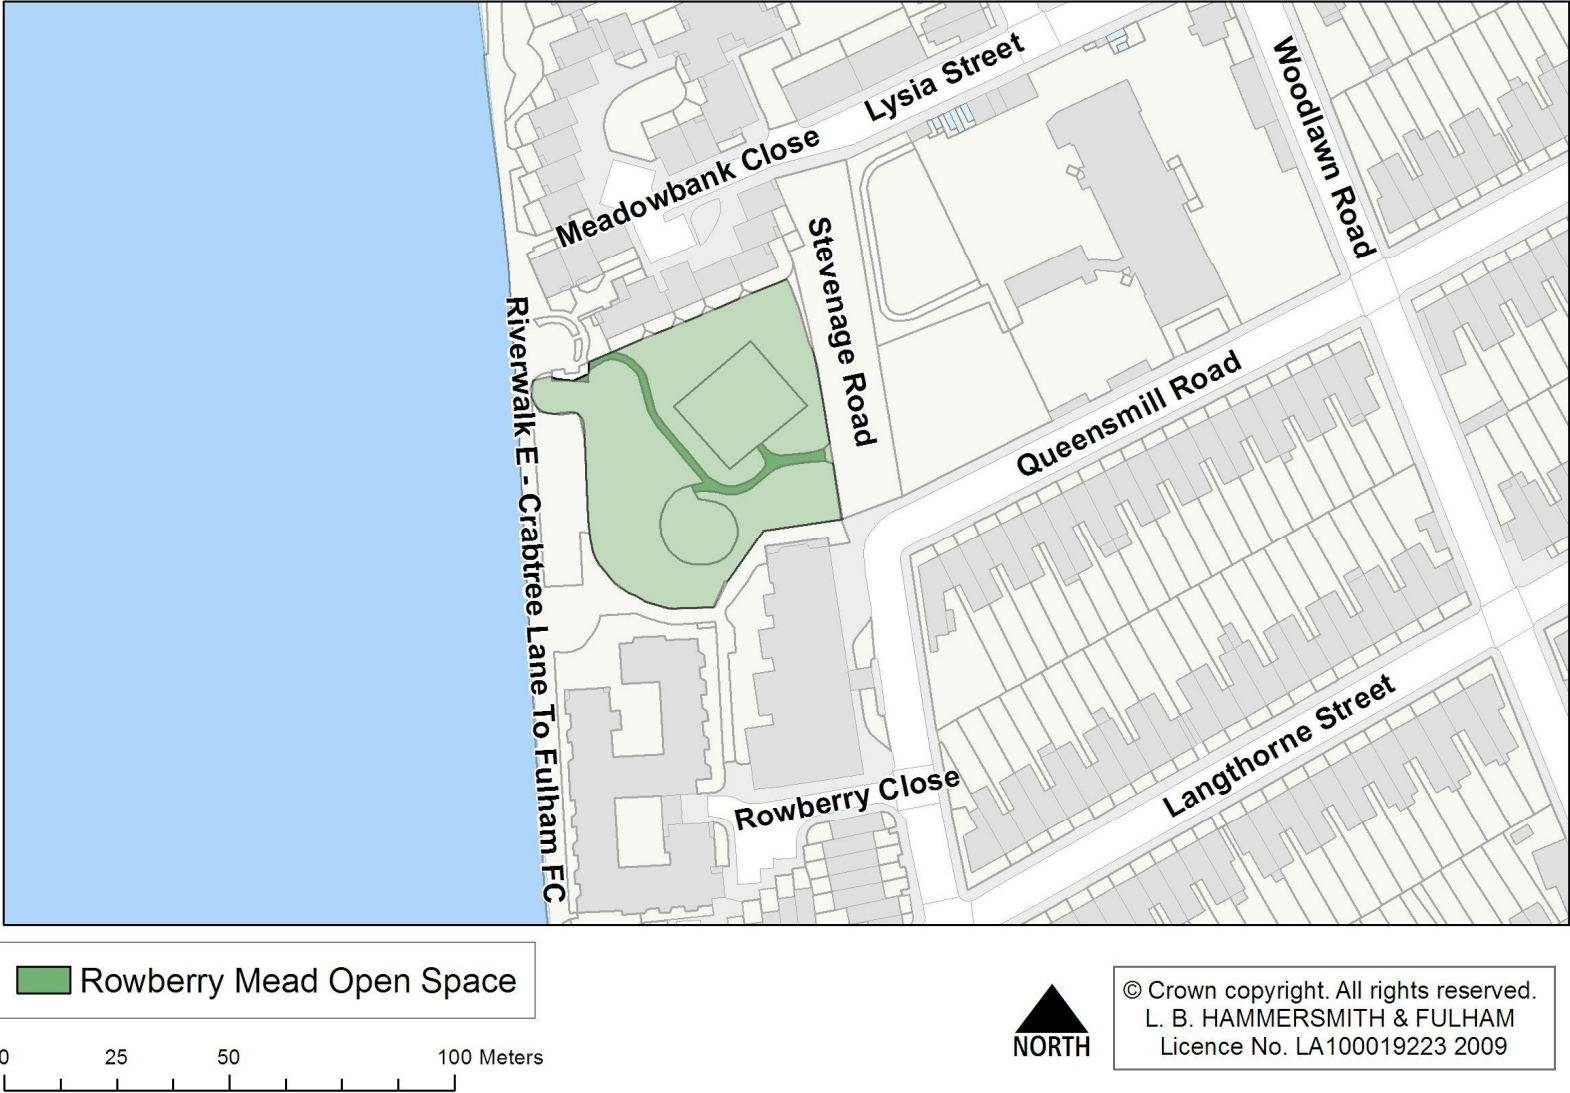 Lysia Street
Woodlawn Road
Meadowbank Close
Stevenage Road
Riverwalk E - Crabtree Lane To Fulham FC
Queensmill Road
Langthorne Street
Rowberry Close
Rowberry Mead Open Space
0 25 50 100 Meters
NORTH
© Crown copyright. All rights reserved.
L. B. HAMMERSMITH & FULHAM
Licence No. LA100019223 2009